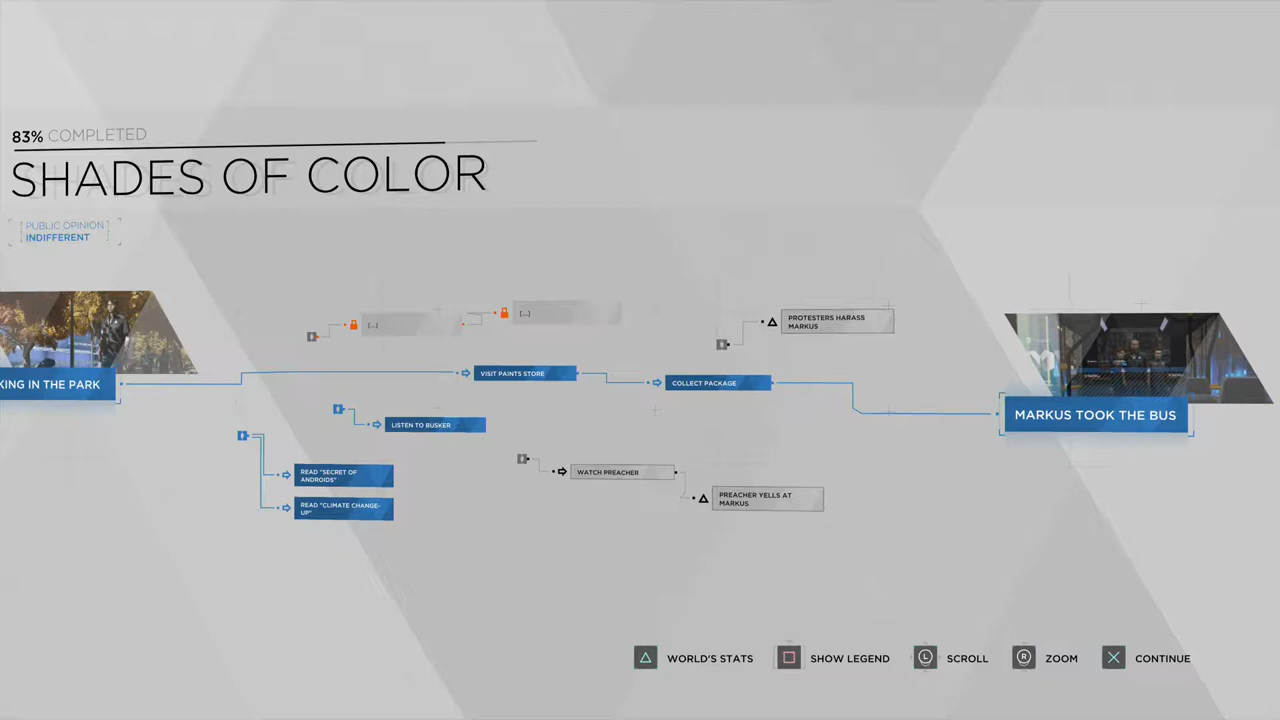 83% COMPLETED
SHADES OF COLOR
PUBLIC OPINION
INDIFFERENT
[...]
[...]
PROTESTERS HARASS
MARKUS
KING IN THE PARK
VISIT PAINTS STORE
COLLECT PACKAGE
MARKUS TOOK THE BUS
LISTEN TO BUSKER
READ "SECRET OF
ANDROIDS"
READ "CLIMATE CHANGE-
UP"
WATCH PREACHER
PREACHER YELLS AT
MARKUS
WORLD'S STATS
SHOW LEGEND
L
SCROLL
R
ZOOM
CONTINUE